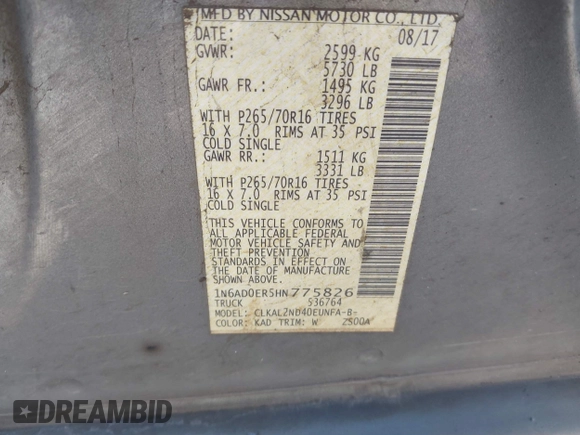 MFD BY NISSAN MOTOR CO., LTD.
DATE: 08/17
GVWR: 2599 KG
5730 LB
GAWR FR.: 1495 KG
3296 LB
WITH P265/70R16 TIRES
16 X 7.0 RIMS AT 35 PSI
COLD SINGLE
GAWR RR.: 1511 KG
3331 LB
WITH P265/70R16 TIRES
16 X 7.0 RIMS AT 35 PSI
COLD SINGLE
THIS VEHICLE CONFORMS TO
ALL APPLICABLE FEDERAL
MOTOR VEHICLE SAFETY AND
THEFT PREVENTION
STANDARDS IN EFFECT ON
THE DATE OF MANUFACTURE
SHOWN ABOVE.
1N6AD0ER5HN775826
TRUCK 536764
MODEL: CLKAL2ND40EUNFA-B-
COLOR: KAD TRIM: W 2500A
DREAMBID